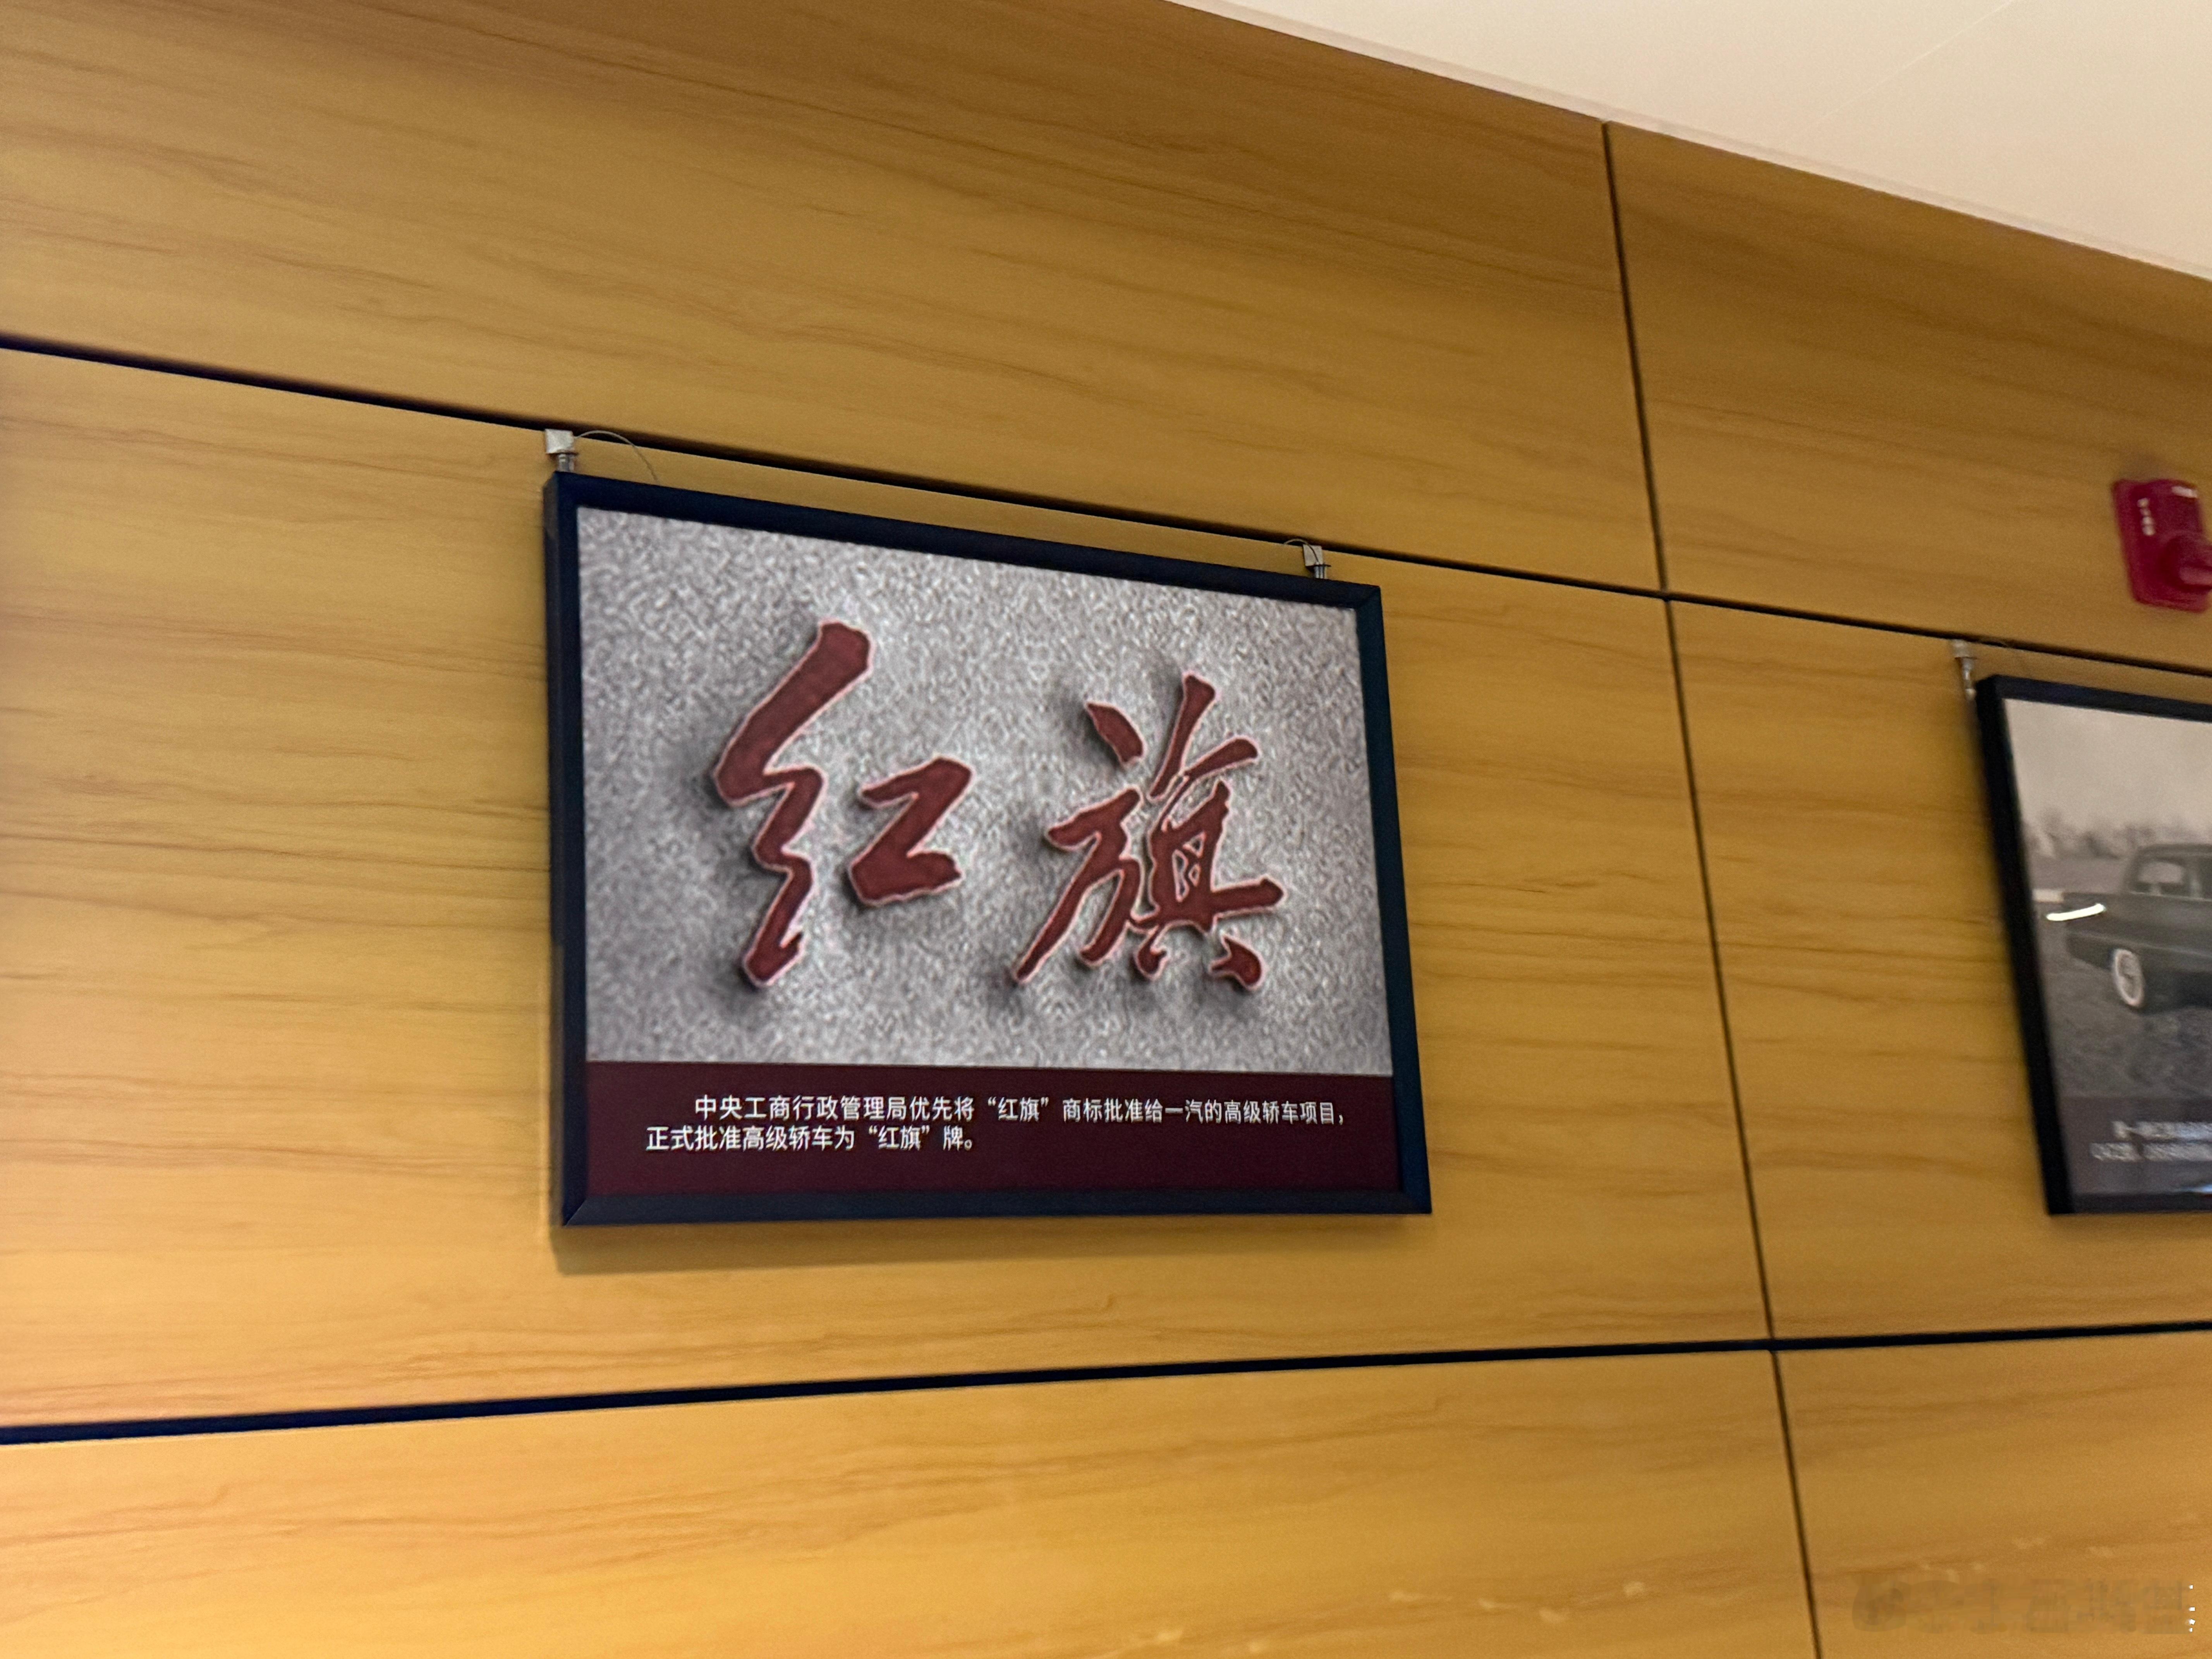 红旗
中央工商行政管理局优先将“红旗”商标批准给一汽的高级轿车项目，
正式批准高级轿车为“红旗”牌。